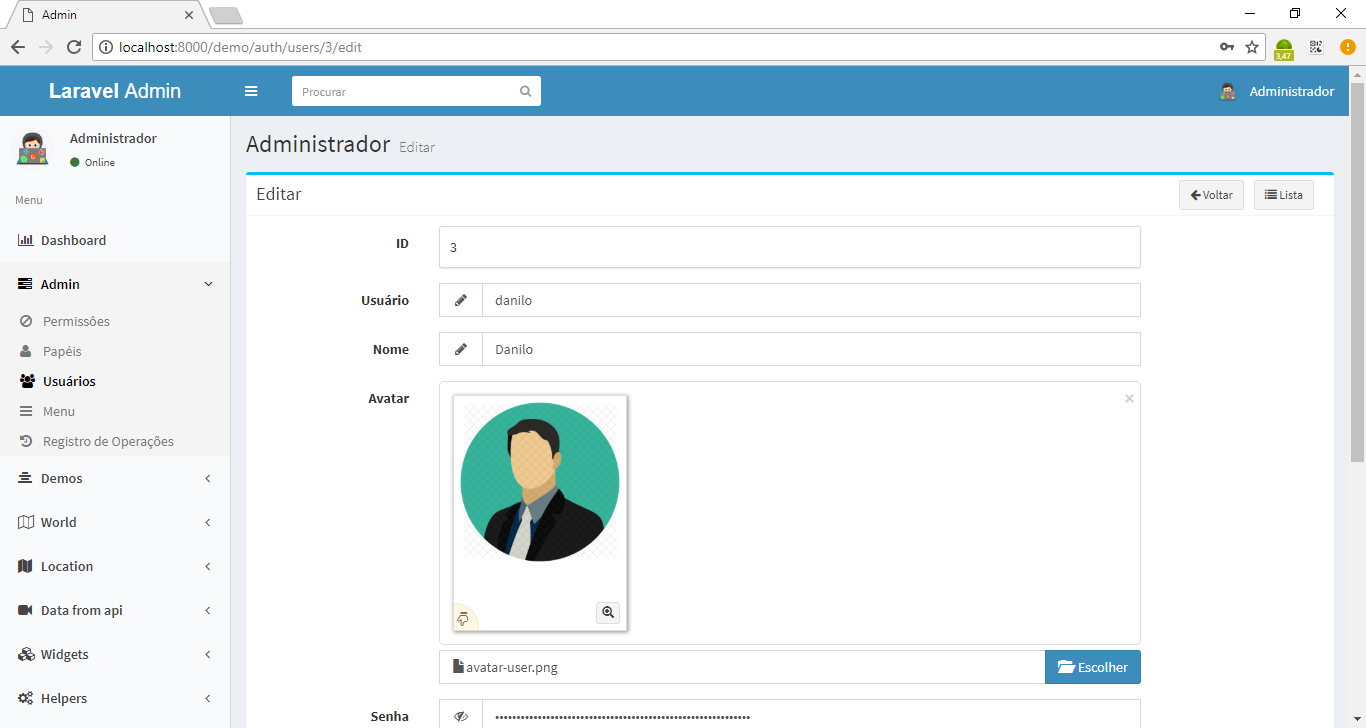 Admin
localhost:8000/demo/auth/users/3/edit
3,47
Laravel Admin
Procurar
Administrador
Administrador
Online
Menu
Dashboard
Admin
Permissões
Papéis
Usuários
Menu
Registro de Operações
Demos
World
Location
Data from api
Widgets
Helpers
Administrador Editar
Editar
Voltar
Lista
ID
3
Usuário
danilo
Nome
Danilo
Avatar
×
avatar-user.png
Escolher
Senha